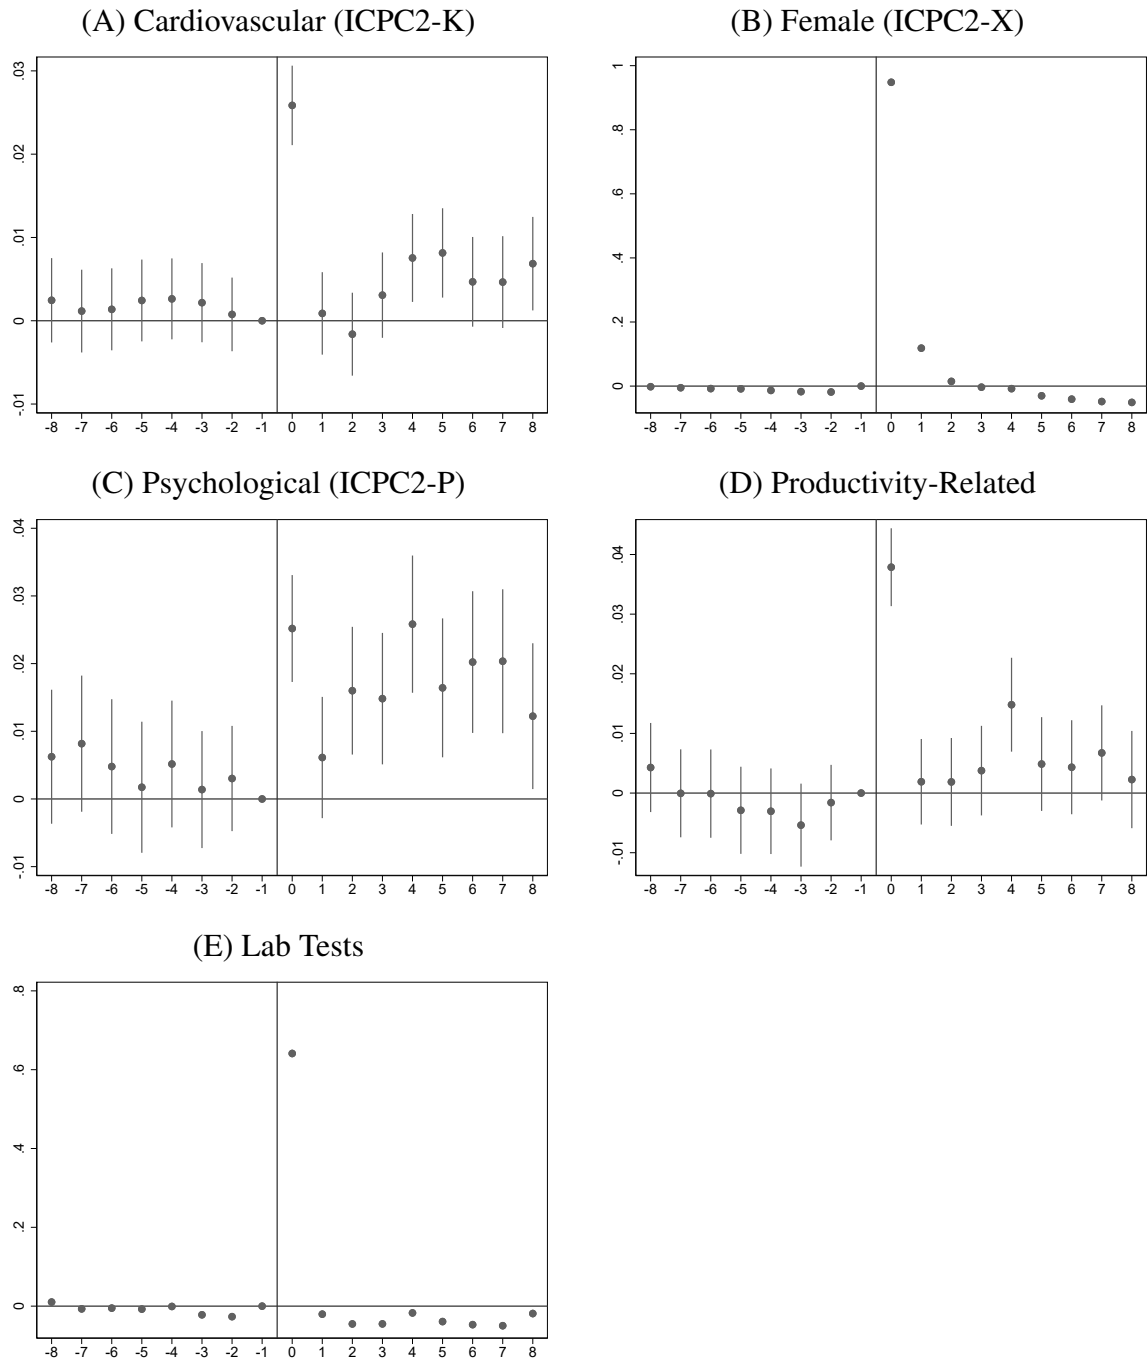 (A) Cardiovascular (ICPC2-K)
.03
.02
.01
0
-.01
-8 -7 -6 -5 -4 -3 -2 -1 0 1 2 3 4 5 6 7 8
(B) Female (ICPC2-X)
1
.8
.6
.4
.2
0
-8 -7 -6 -5 -4 -3 -2 -1 0 1 2 3 4 5 6 7 8
(C) Psychological (ICPC2-P)
.04
.03
.02
.01
0
-.01
-8 -7 -6 -5 -4 -3 -2 -1 0 1 2 3 4 5 6 7 8
(D) Productivity-Related
.04
.03
.02
.01
0
-.01
-8 -7 -6 -5 -4 -3 -2 -1 0 1 2 3 4 5 6 7 8
(E) Lab Tests
.8
.6
.4
.2
0
-8 -7 -6 -5 -4 -3 -2 -1 0 1 2 3 4 5 6 7 8